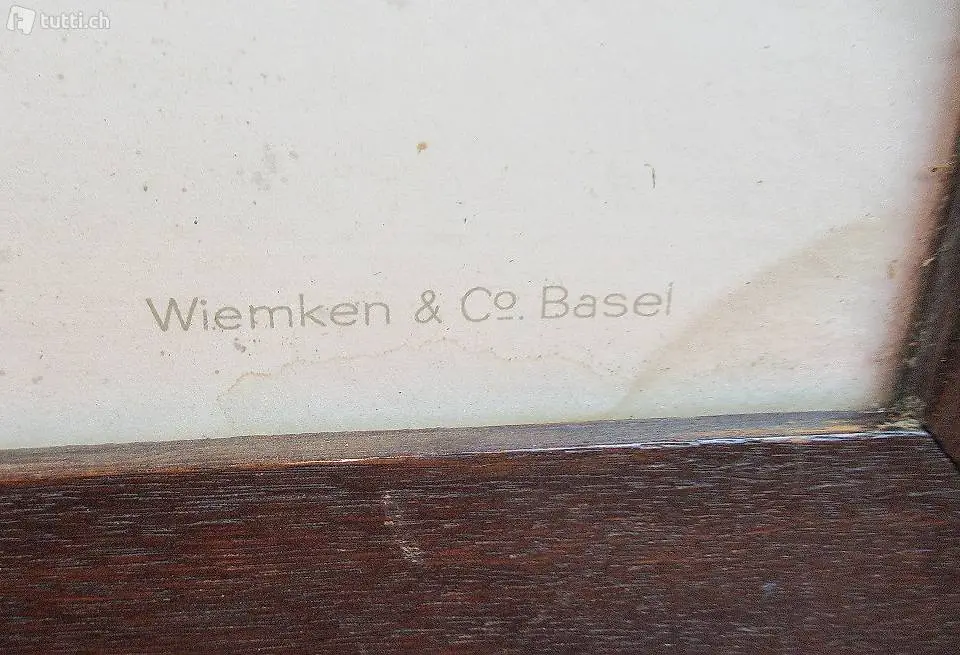 tutti.ch
Wiemken & Co. Basel